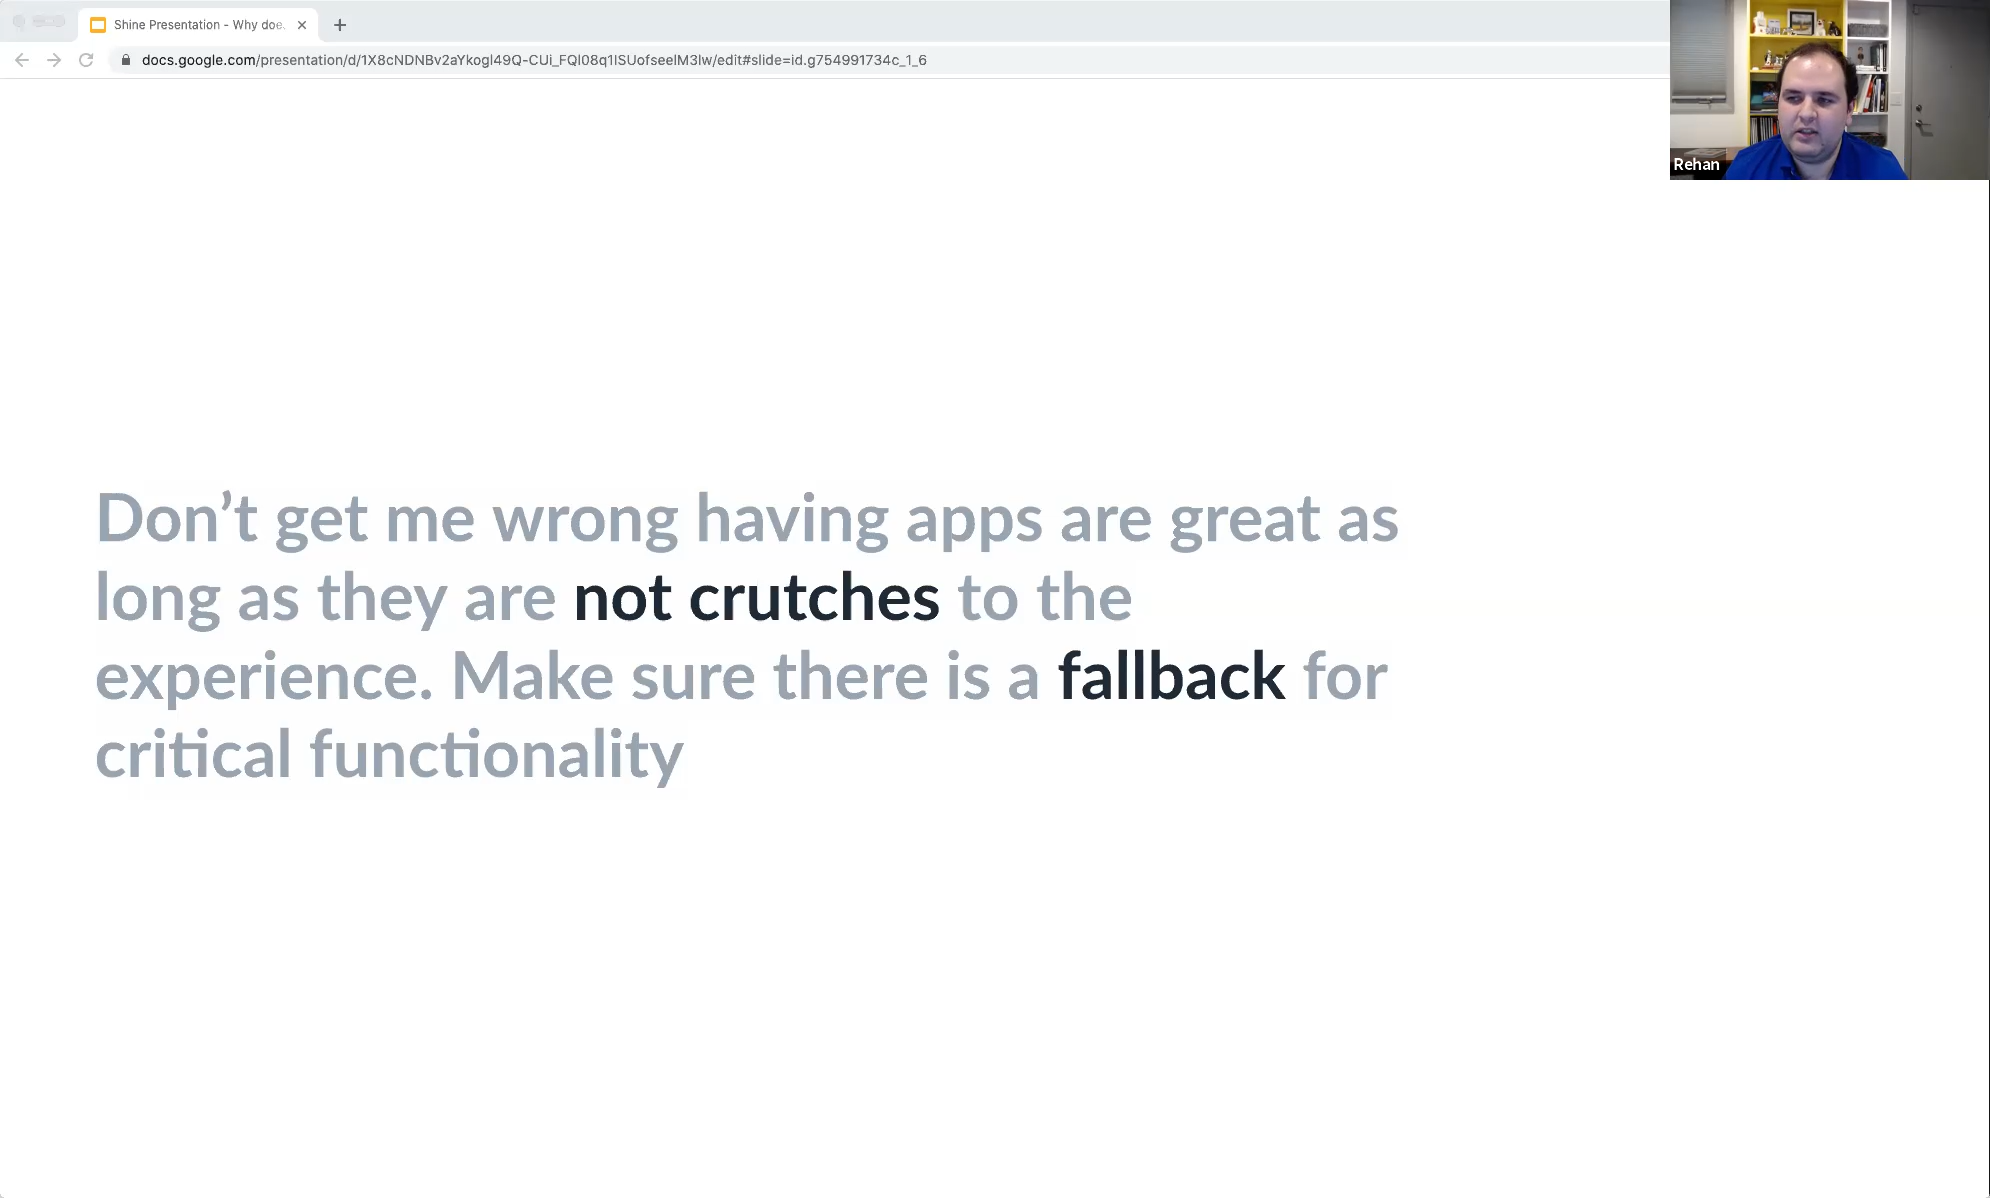 Shine Presentation - Why doe
docs.google.com/presentation/d/1X8cNDNBv2aYkogl49Q-CUi_FQl08q1lSUofseelM3lw/edit#slide=id.g754991734c_1_6
Rehan
Don’t get me wrong having apps are great as
long as they are not crutches to the
experience. Make sure there is a fallback for
critical functionality